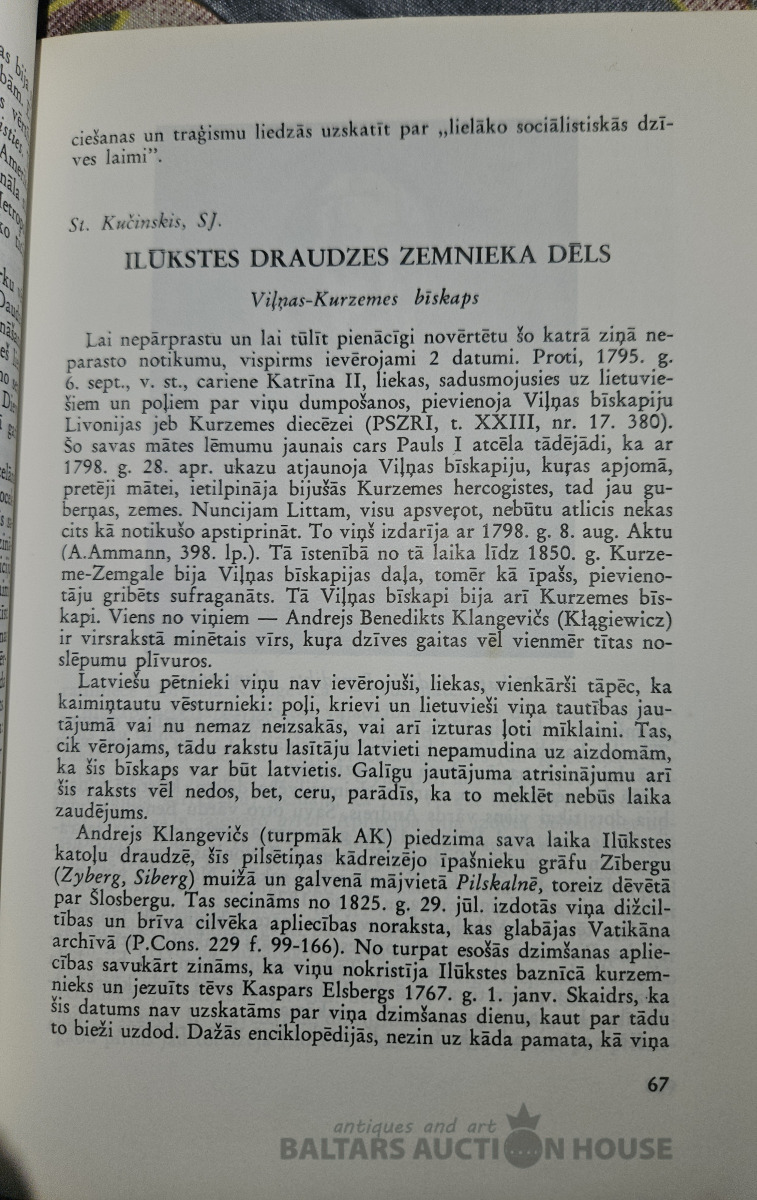 ciešanas un traģismu liedzās uzskatīt par „lielāko sociālistiskās dzī-
ves laimi”.
St. Kučinskis, SJ.
ILŪKSTES DRAUDZES ZEMNIEKA DĒLS
Viļņas-Kurzemes bīskaps
Lai nepārprastu un lai tūlīt pienācīgi novērtētu šo katrā ziņā ne-
parasto notikumu, vispirms ievērojami 2 datumi. Proti, 1795. g.
6. sept., v. st., cariene Katrīna II, liekas, sadusmojusies uz lietuvie-
šiem un poļiem par viņu dumpošanos, pievienoja Viļņas bīskapiju
Livonijas jeb Kurzemes diecēzei (PSZRI, t. XXIII, nr. 17. 380).
Šo savas mātes lēmumu jaunais cars Pauls I atcēla tādējādi, ka ar
1798. g. 28. apr. ukazu atjaunoja Viļņas bīskapiju, kuŗas apjomā,
pretēji mātei, ietilpināja bijušās Kurzemes hercogistes, tad jau gu-
berņas, zemes. Nuncijam Littam, visu apsveŗot, nebūtu atlicis nekas
cits kā notikušo apstiprināt. To viņš izdarīja ar 1798. g. 8. aug. Aktu
(A.Ammann, 398. lp.). Tā īstenībā no tā laika līdz 1850. g. Kurze-
me-Zemgale bija Viļņas bīskapijas daļa, tomēr kā īpašs, pievieno-
tāju gribēts sufraganāts. Tā Viļņas bīskapi bija arī Kurzemes bīs-
kapi. Viens no viņiem — Andrejs Benedikts Klangevičs (Kłągiewicz)
ir virsrakstā minētais vīrs, kuŗa dzīves gaitas vēl vienmēr tītas no-
slēpumu plīvuros.
Latviešu pētnieki viņu nav ievērojuši, liekas, vienkārši tāpēc, ka
kaimiņtautu vēsturnieki: poļi, krievi un lietuvieši viņa tautības jau-
tājumā vai nu nemaz neizsakās, vai arī izturas ļoti mīklaini. Tas,
cik vērojams, tādu rakstu lasītāju latvieti nepamudina uz aizdomām,
ka šis bīskaps var būt latvietis. Galīgu jautājuma atrisinājumu arī
šis raksts vēl nedos, bet, ceru, parādīs, ka to meklēt nebūs laika
zaudējums.
Andrejs Klangevičs (turpmāk AK) piedzima sava laika Ilūkstes
katoļu draudzē, šīs pilsētiņas kādreizējo īpašnieku grāfu Zībergu
(Zyberg, Siberg) muižā un galvenā mājvietā Pilskalnē, toreiz dēvētā
par Šlosbergu. Tas secināms no 1825. g. 29. jūl. izdotās viņa dižcil-
tības un brīva cilvēka apliecības noraksta, kas glabājas Vatikāna
archīvā (P.Cons. 229 f. 99-166). No turpat esošās dzimšanas aplie-
cības savukārt zināms, ka viņu nokristīja Ilūkstes baznīcā kurzem-
nieks un jezuīts tēvs Kaspars Elsbergs 1767. g. 1. janv. Skaidrs, ka
šis datums nav uzskatāms par viņa dzimšanas dienu, kaut par tādu
to bieži uzdod. Dažās enciklopēdijās, nezin uz kāda pamata, kā viņa
67
antiques and art
BALTARS AUCTION HOUSE